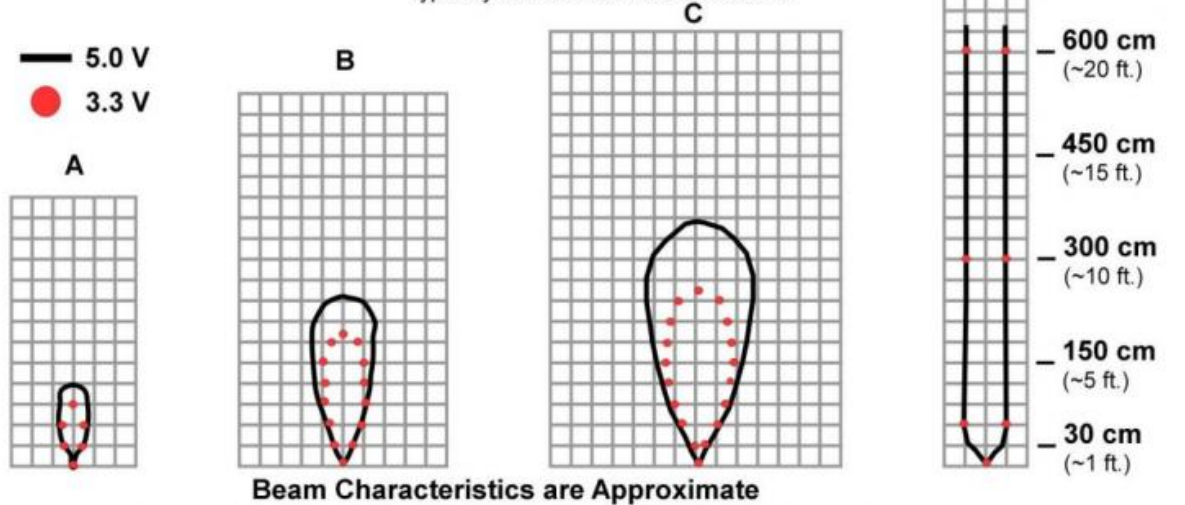 C
B
5.0 V
3.3 V
A
600 cm
(~20 ft.)
450 cm
(~15 ft.)
300 cm
(~10 ft.)
150 cm
(~5 ft.)
30 cm
(~1 ft.)
Beam Characteristics are Approximate